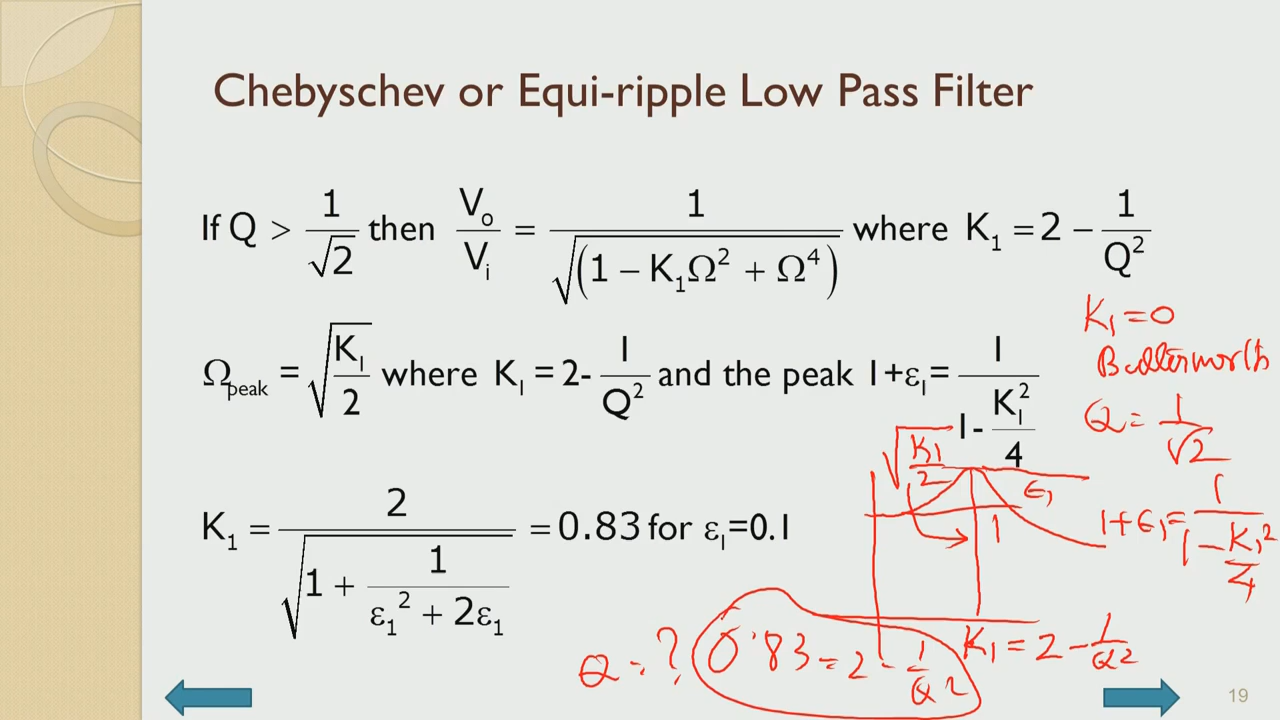 Chebyschev or Equi-ripple Low Pass Filter
If Q > 1/√2 then V₀/Vᵢ = 1/√(1 − K₁Ω² + Ω⁴) where K₁ = 2 − 1/Q²
K₁ = 0
Butterworth
Ω_peak = √(K₁/2) where K₁ = 2 - 1/Q² and the peak 1+ε₁ = 1/(1 - K₁²/4)
Q = 1/√2
√(K₁/2)
ε₁
1
1+ε₁ = 1/(1 − K₁²/4)
K₁ = 2/√(1 + 1/(ε₁² + 2ε₁)) = 0.83 for ε₁=0.1
K₁ = 2 − 1/Q²
Q = ? 0.83 = 2 − 1/Q²
19